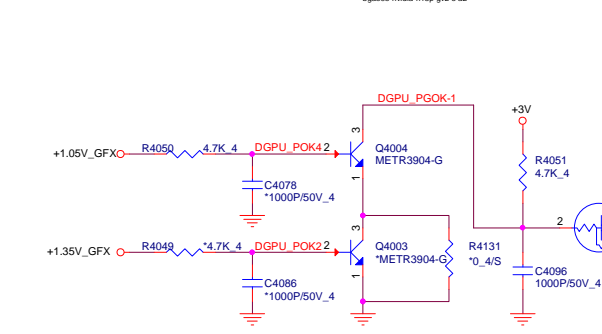 DGPU_PGOK-1
+3V
+1.05V_GFX
R4050
4.7K_4
DGPU_POK4
2
3
1
Q4004
METR3904-G
R4051
4.7K_4
C4078
*1000P/50V_4
2
+1.35V_GFX
R4049
*4.7K_4
DGPU_POK2
2
3
1
Q4003
*METR3904-G
R4131
*0_4/S
C4086
*1000P/50V_4
C4096
1000P/50V_4